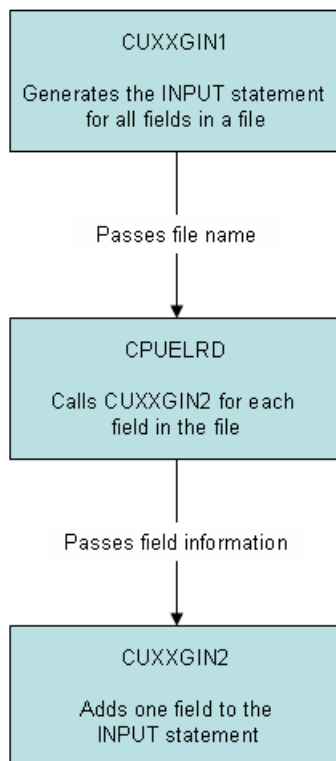 CUXXGIN1
Generates the INPUT statement
for all fields in a file
Passes file name
CPUELRD
Calls CUXXGIN2 for each
field in the file
Passes field information
CUXXGIN2
Adds one field to the
INPUT statement